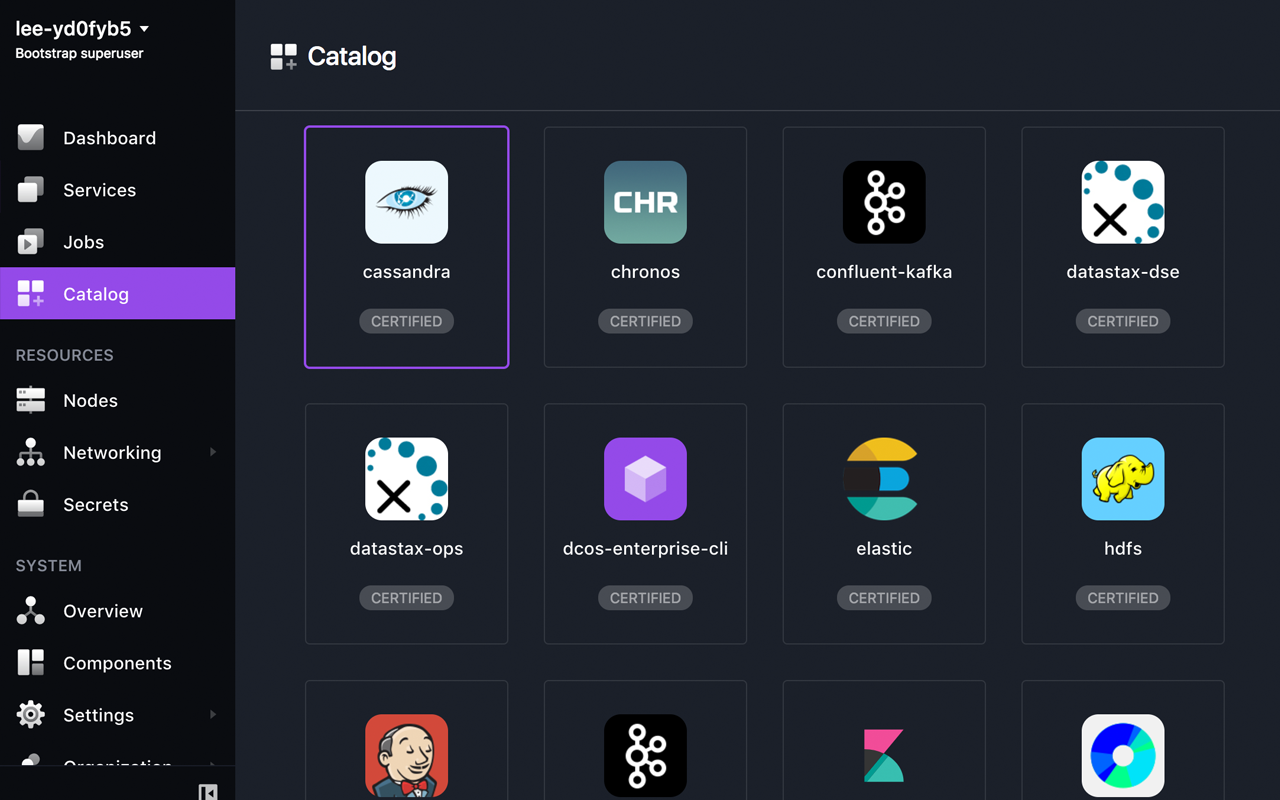 lee-yd0fyb5
Bootstrap superuser
Dashboard
Services
Jobs
Catalog
RESOURCES
Nodes
Networking
Secrets
SYSTEM
Overview
Components
Settings
Organization
Catalog
cassandra
CERTIFIED
CHR
chronos
CERTIFIED
confluent-kafka
CERTIFIED
datastax-dse
CERTIFIED
datastax-ops
CERTIFIED
dcos-enterprise-cli
CERTIFIED
elastic
CERTIFIED
hdfs
CERTIFIED